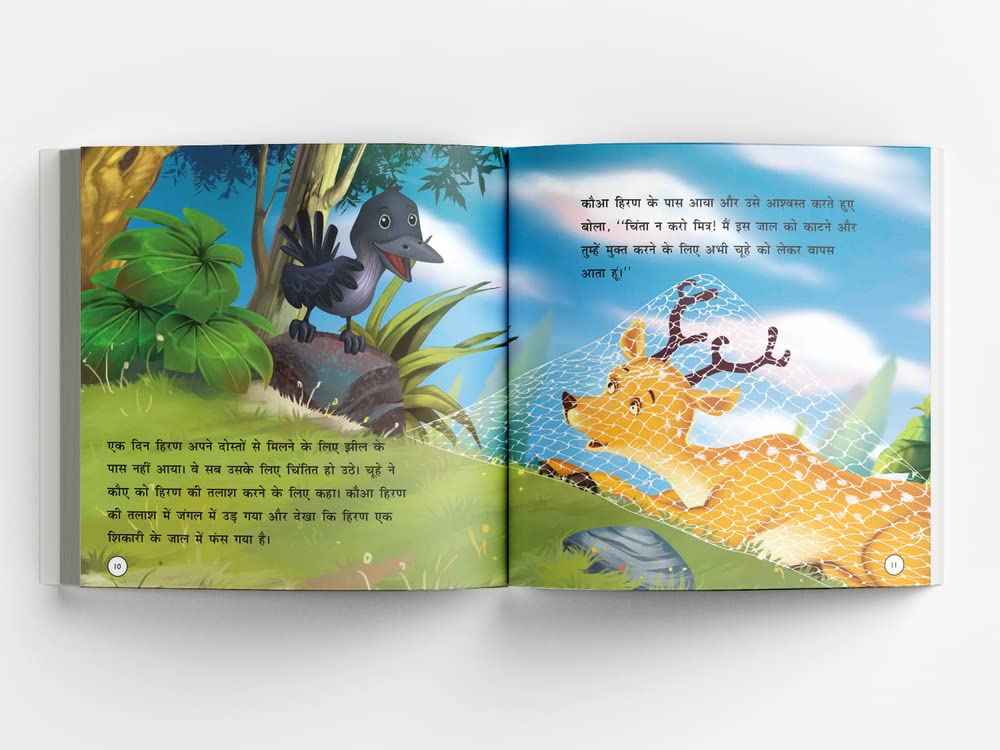 एक दिन हिरण अपने दोस्तों से मिलने के लिए झील के
पास नहीं आया। वे सब उसके लिए चिंतित हो उठे। चूहे ने
कौए को हिरण की तलाश करने के लिए कहा। कौआ हिरण
की तलाश में जंगल में उड़ गया और देखा कि हिरण एक
शिकारी के जाल में फंस गया है।
10
कौआ हिरण के पास आया और उसे आश्वस्त करते हुए
बोला, ‘‘चिंता न करो मित्र! मैं इस जाल को काटने और
तुम्हें मुक्त करने के लिए अभी चूहे को लेकर वापस
आता हूं।’’
11